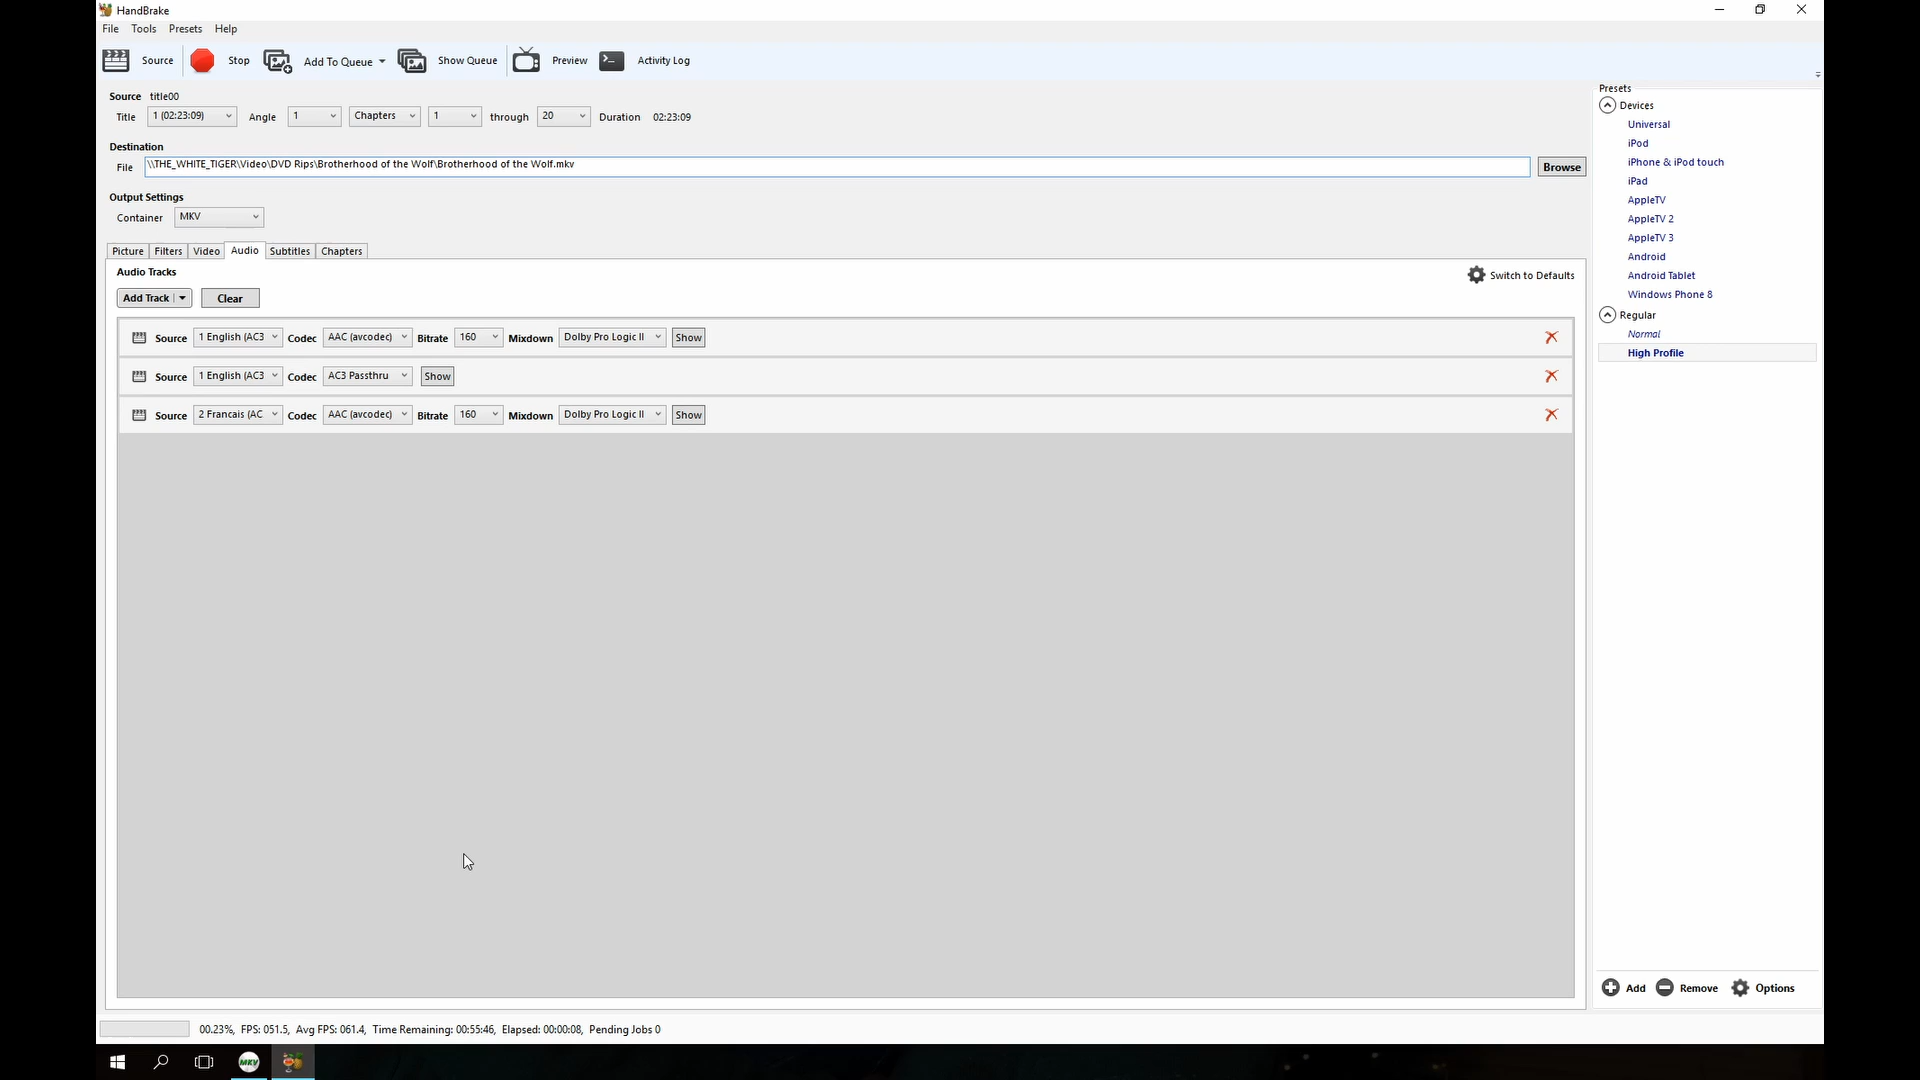 HandBrake
File Tools Presets Help
Source Stop Add To Queue Show Queue Preview Activity Log
Source title00
Title 1 (02:23:09) Angle 1 Chapters 1 through 20 Duration 02:23:09
Destination
File \\THE_WHITE_TIGER\Video\DVD Rips\Brotherhood of the Wolf\Brotherhood of the Wolf.mkv Browse
Output Settings
Container MKV
Picture Filters Video Audio Subtitles Chapters
Audio Tracks
Switch to Defaults
Add Track Clear
Source 1 English (AC3 Codec AAC (avcodec) Bitrate 160 Mixdown Dolby Pro Logic II Show
Source 1 English (AC3 Codec AC3 Passthru Show
Source 2 Francais (AC Codec AAC (avcodec) Bitrate 160 Mixdown Dolby Pro Logic II Show
Presets
Devices
Universal
iPod
iPhone & iPod touch
iPad
AppleTV
AppleTV 2
AppleTV 3
Android
Android Tablet
Windows Phone 8
Regular
Normal
High Profile
Add Remove Options
00.23%, FPS: 051.5, Avg FPS: 061.4, Time Remaining: 00:55:46, Elapsed: 00:00:08, Pending Jobs 0
MKV